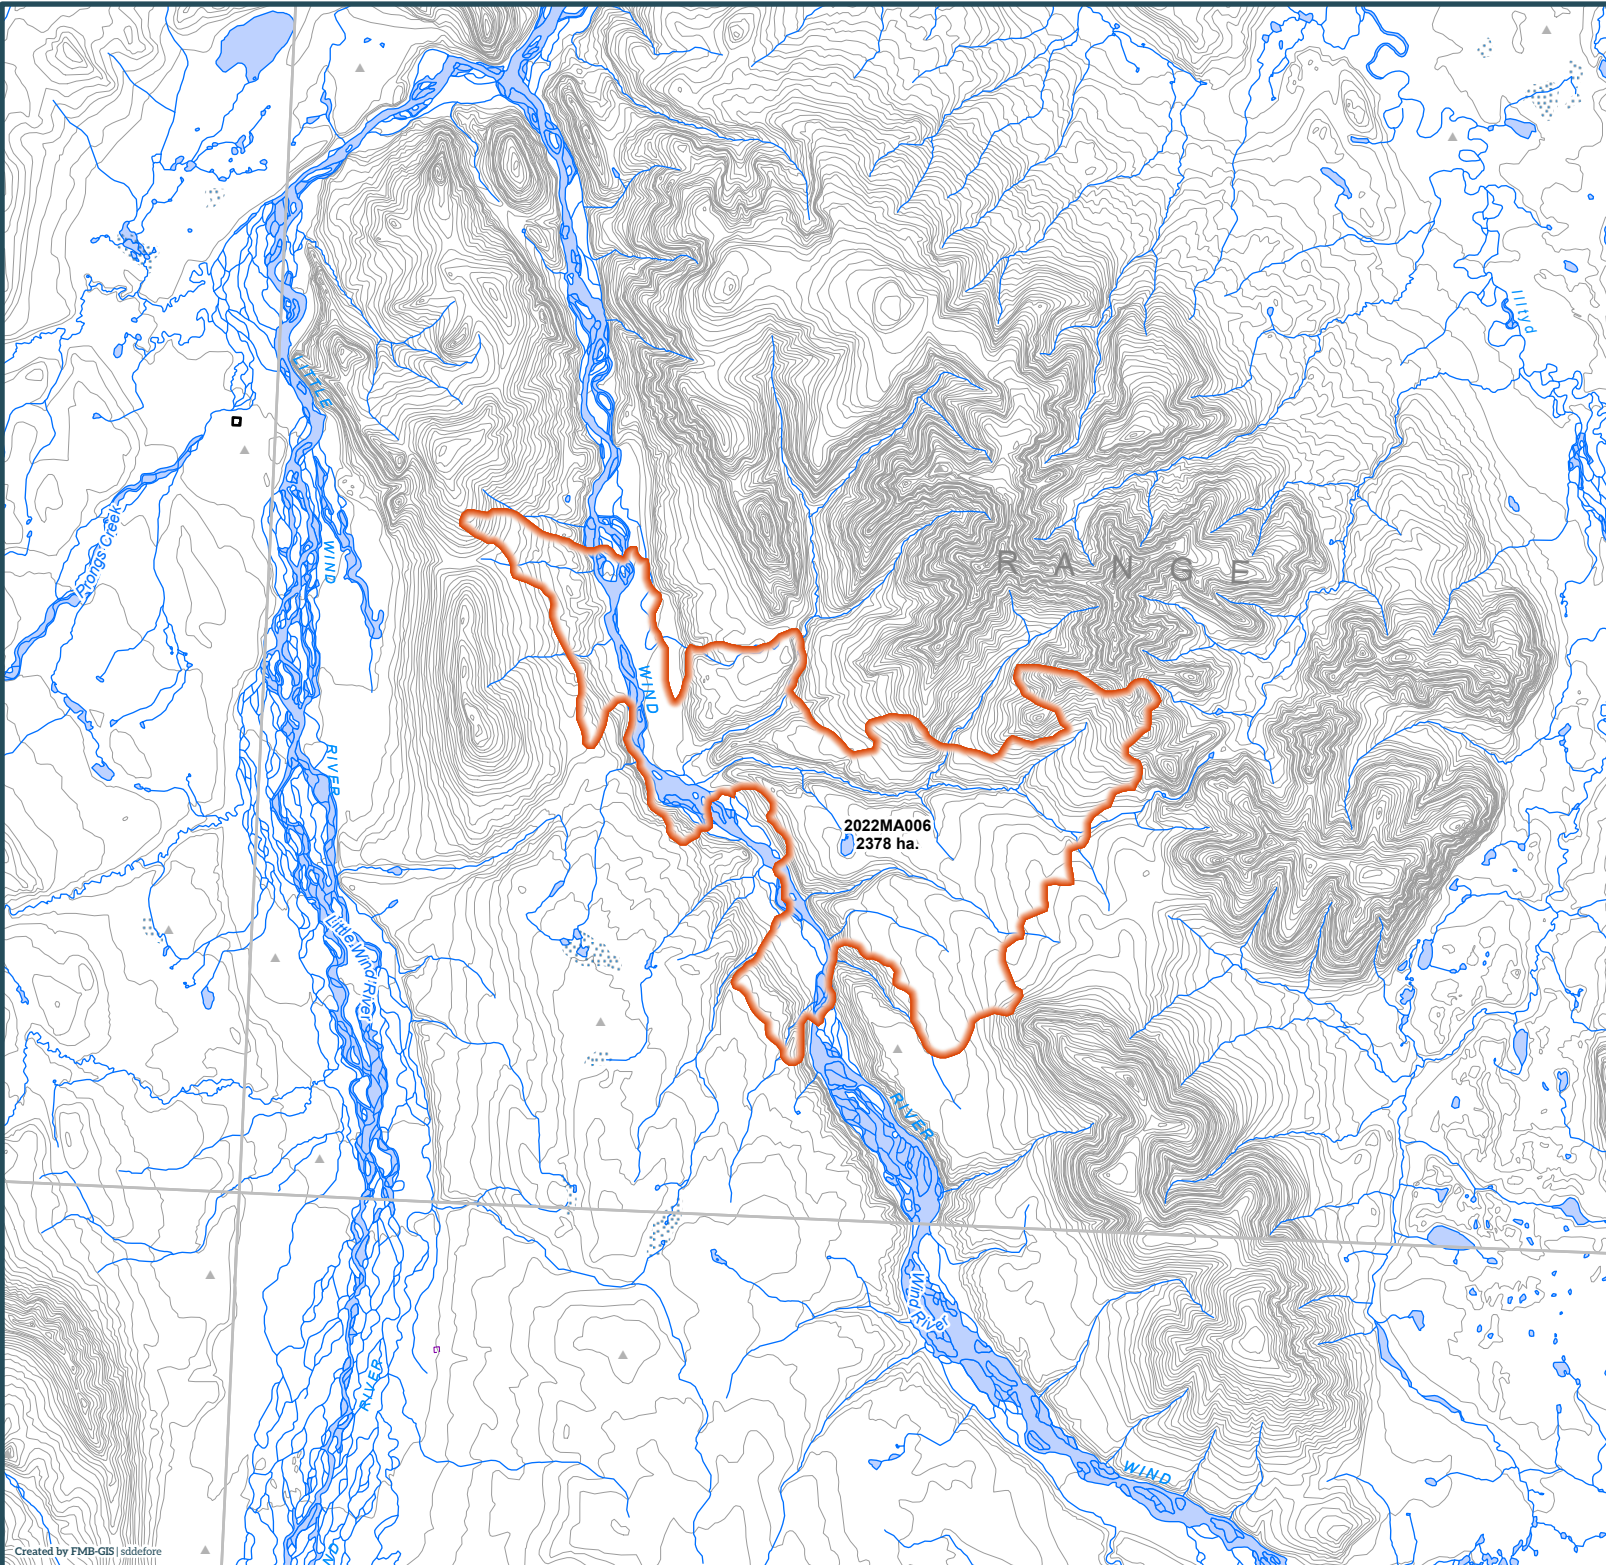 Illtyd
LITTLE
Prongs Creek
WIND
R A N G E
WIND
RIVER
2022MA006
2378 ha.
Little Wind River
RIVER
Wind River
RIVER
WIND
Created by FMB-GIS | sddefore